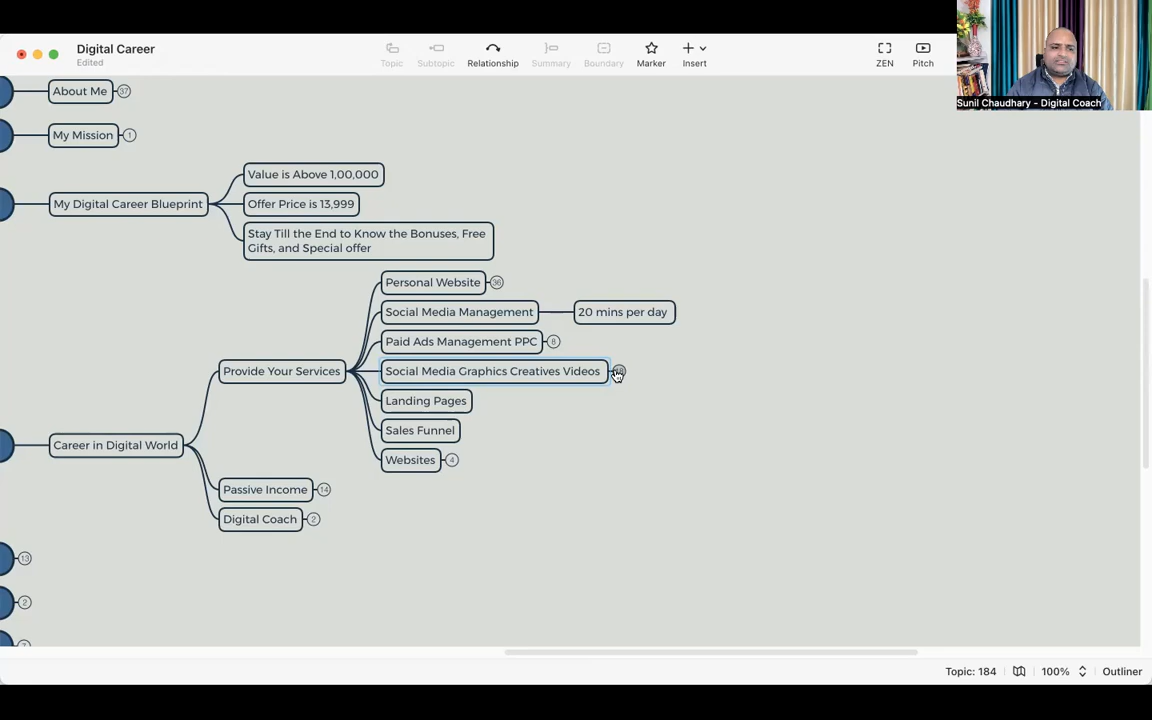 Digital Career
Edited
Topic
Subtopic
Relationship
Summary
Boundary
Marker
Insert
ZEN
Pitch
Sunil Chaudhary - Digital Coach
About Me
37
My Mission
1
Value is Above 1,00,000
My Digital Career Blueprint
Offer Price is 13,999
Stay Till the End to Know the Bonuses, Free
Gifts, and Special offer
Personal Website
36
Social Media Management
20 mins per day
Paid Ads Management PPC
8
Provide Your Services
Social Media Graphics Creatives Videos
Landing Pages
Sales Funnel
Career in Digital World
Websites
4
Passive Income
14
Digital Coach
2
13
2
Topic: 184
100%
Outliner